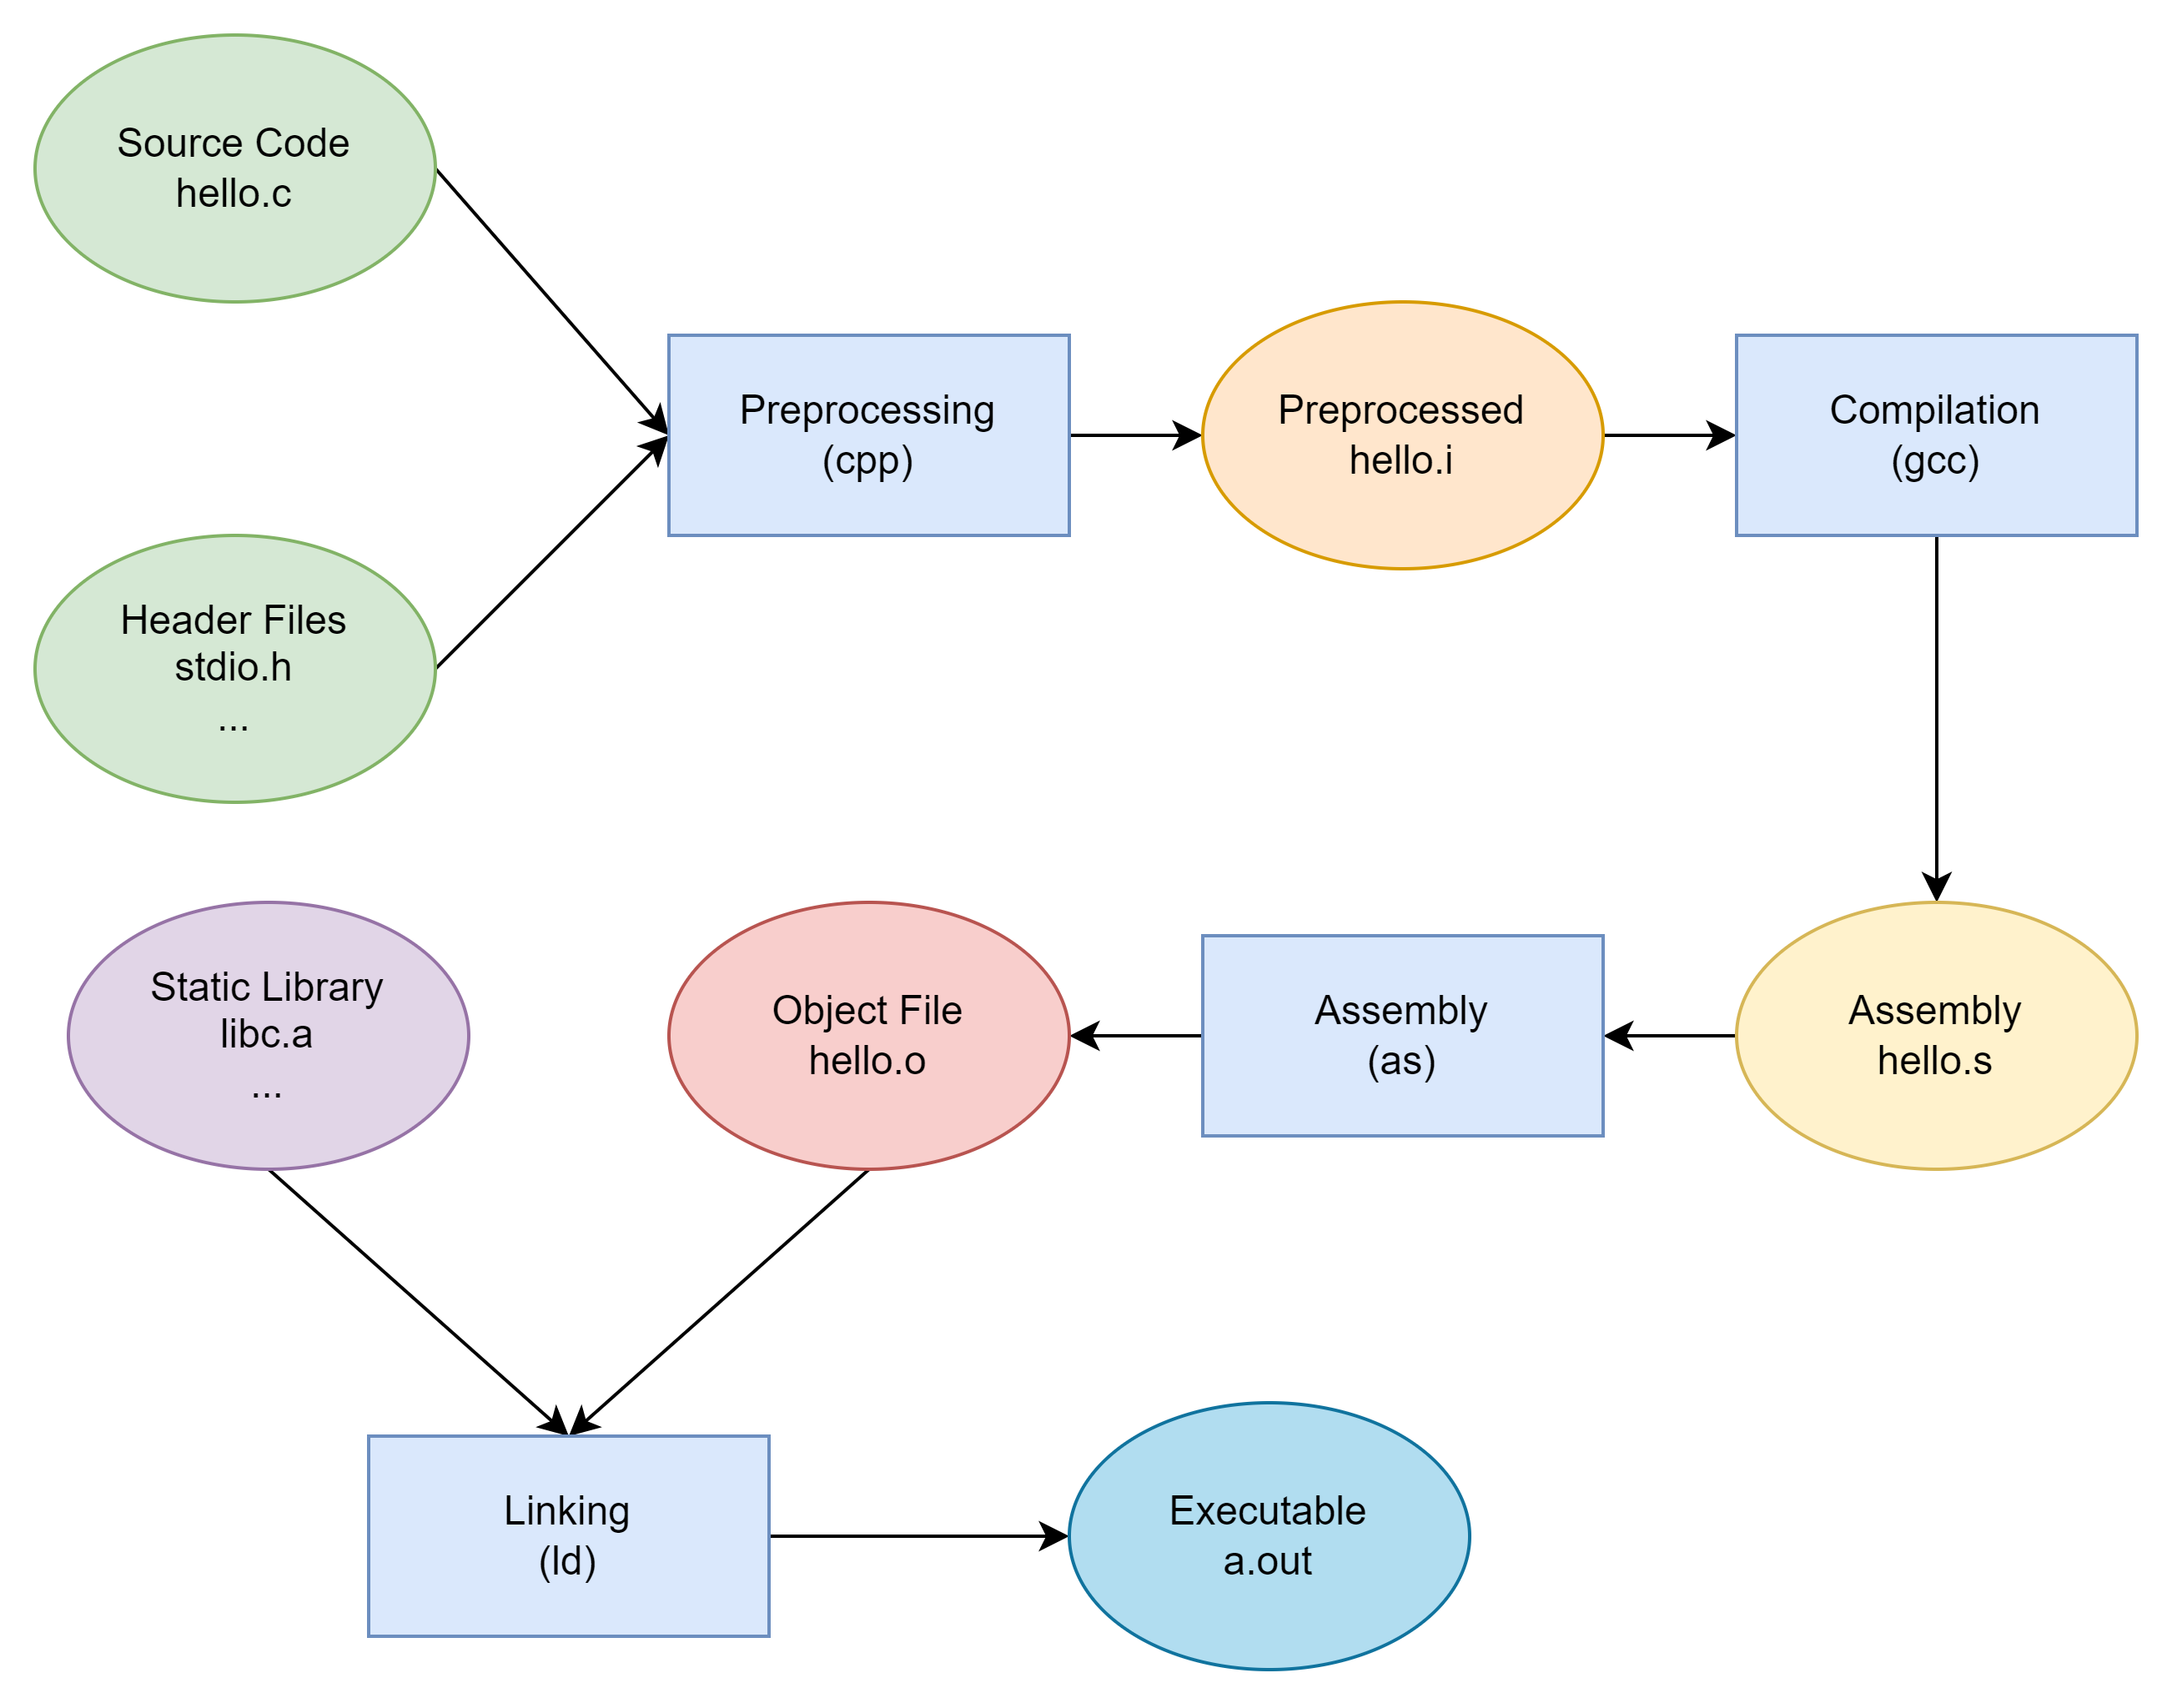 Source Code
hello.c
Header Files
stdio.h
...
Preprocessing
(cpp)
Preprocessed
hello.i
Compilation
(gcc)
Assembly
hello.s
Assembly
(as)
Object File
hello.o
Static Library
libc.a
...
Linking
(ld)
Executable
a.out